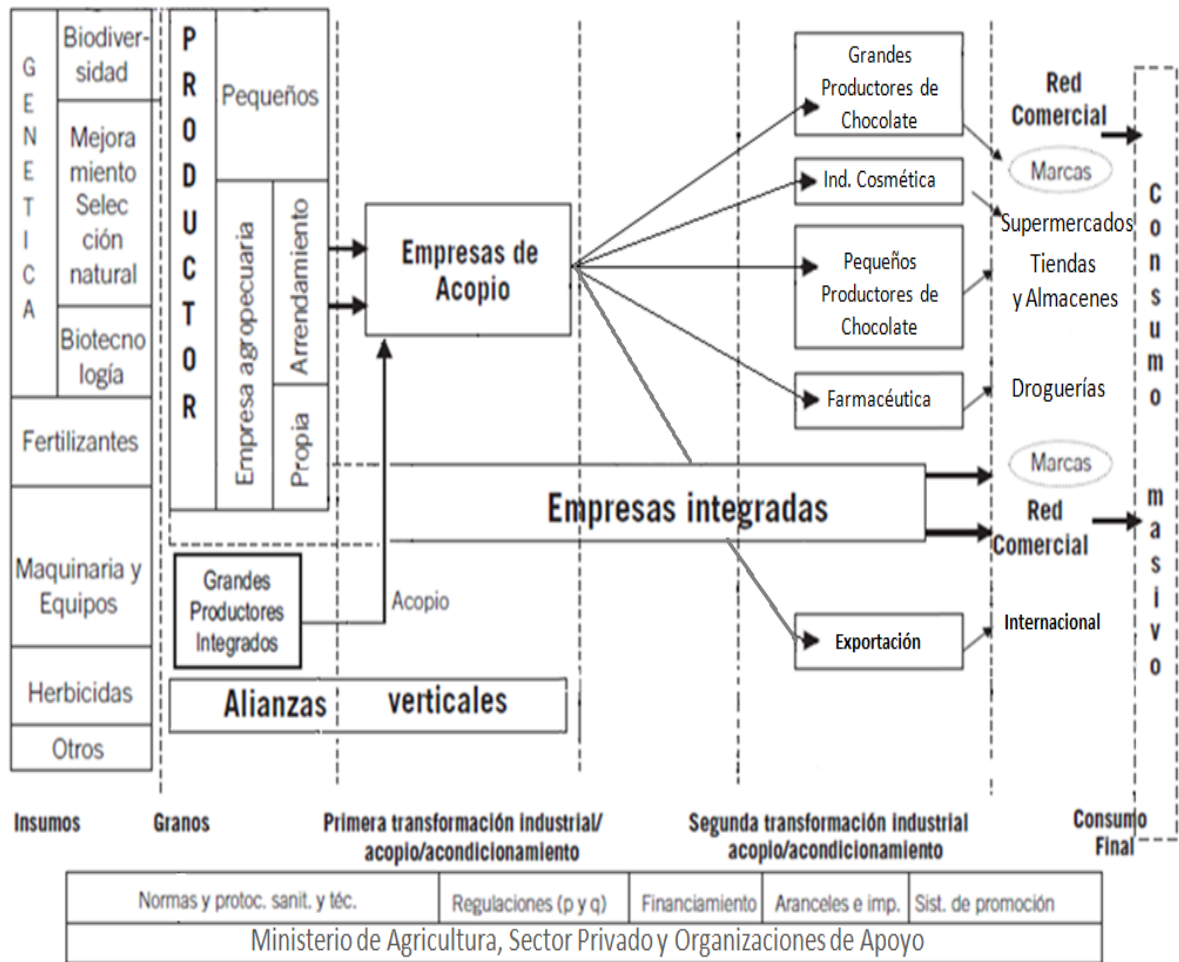 GENETICA
Biodiver-
sidad
Mejora
miento
Selec
ción
natural
Biotecno
logía
Fertilizantes
Maquinaria y
Equipos
Herbicidas
Otros
PRODUCTOR
Pequeños
Empresa agropecuaria
Arrendamiento
Propia
Grandes
Productores
Integrados
Acopio
Alianzas verticales
Empresas de
Acopio
Empresas integradas
Grandes
Productores de
Chocolate
Ind. Cosmética
Pequeños
Productores de
Chocolate
Farmacéutica
Exportación
Red
Comercial
Marcas
Supermercados
Tiendas
y Almacenes
Droguerías
Marcas
Red
Comercial
Internacional
Consumo masivo
Insumos
Granos
Primera transformación industrial/
acopio/acondicionamiento
Segunda transformación industrial
acopio/acondicionamiento
Consumo
Final
Normas y protoc. sanit. y téc.
Regulaciones (p y q)
Financiamiento
Aranceles e imp.
Sist. de promoción
Ministerio de Agricultura, Sector Privado y Organizaciones de Apoyo